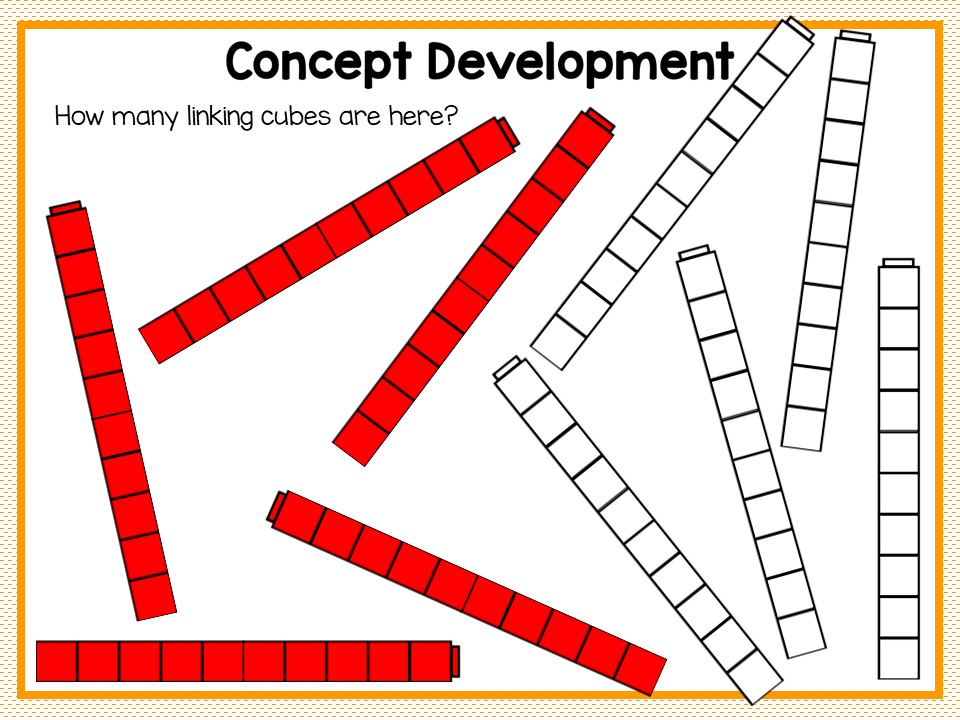 Concept Development
How many linking cubes are here?